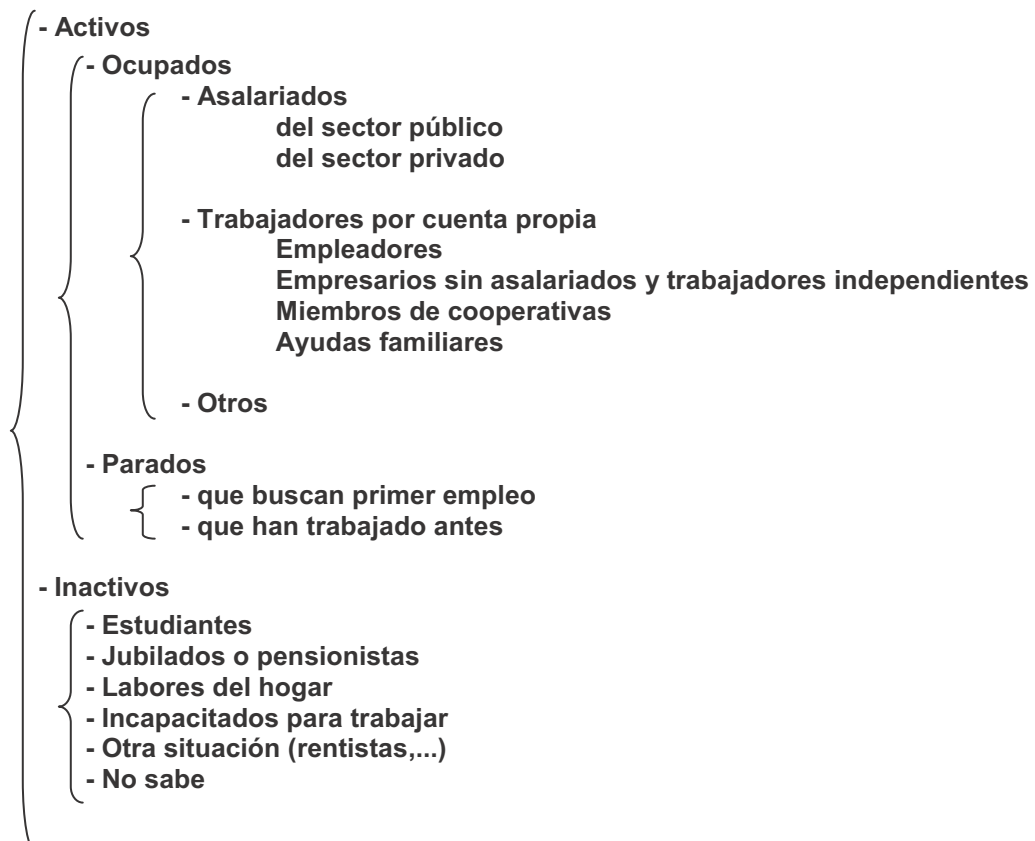 - Activos
- Ocupados
- Asalariados
del sector público
del sector privado
- Trabajadores por cuenta propia
Empleadores
Empresarios sin asalariados y trabajadores independientes
Miembros de cooperativas
Ayudas familiares
- Otros
- Parados
- que buscan primer empleo
- que han trabajado antes
- Inactivos
- Estudiantes
- Jubilados o pensionistas
- Labores del hogar
- Incapacitados para trabajar
- Otra situación (rentistas,...)
- No sabe